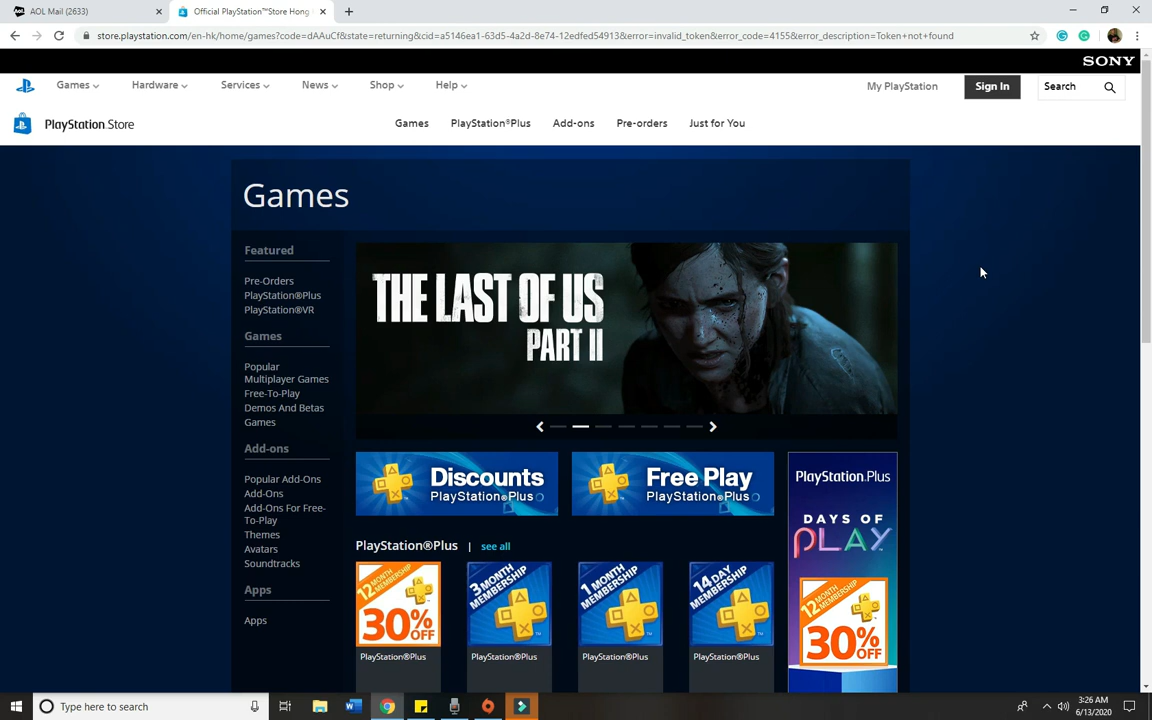 AOL Mail (2633)
Official PlayStation™Store Hong
store.playstation.com/en-hk/home/games?code=dAAuCf&state=returning&cid=a5146ea1-63d5-4a2d-8e74-12edfed54913&error=invalid_token&error_code=4155&error_description=Token+not+found
SONY
Games
Hardware
Services
News
Shop
Help
My PlayStation
Sign In
Search
PlayStation.Store
Games
PlayStation®Plus
Add-ons
Pre-orders
Just for You
Games
Featured
Pre-Orders
PlayStation®Plus
PlayStation®VR
Games
Popular
Multiplayer Games
Free-To-Play
Demos And Betas
Games
Add-ons
Popular Add-Ons
Add-Ons
Add-Ons For Free-
To-Play
Themes
Avatars
Soundtracks
Apps
Apps
THE LAST OF US
PART II
Discounts
PlayStation®Plus
Free Play
PlayStation®Plus
PlayStation®Plus | see all
12 MONTH MEMBERSHIP
30% OFF
PlayStation®Plus
3 MONTH MEMBERSHIP
PlayStation®Plus
1 MONTH MEMBERSHIP
PlayStation®Plus
14 DAY MEMBERSHIP
PlayStation®Plus
PlayStation.Plus
DAYS OF
PLAY
12 MONTH MEMBERSHIP
30% OFF
Type here to search
3:26 AM
6/13/2020